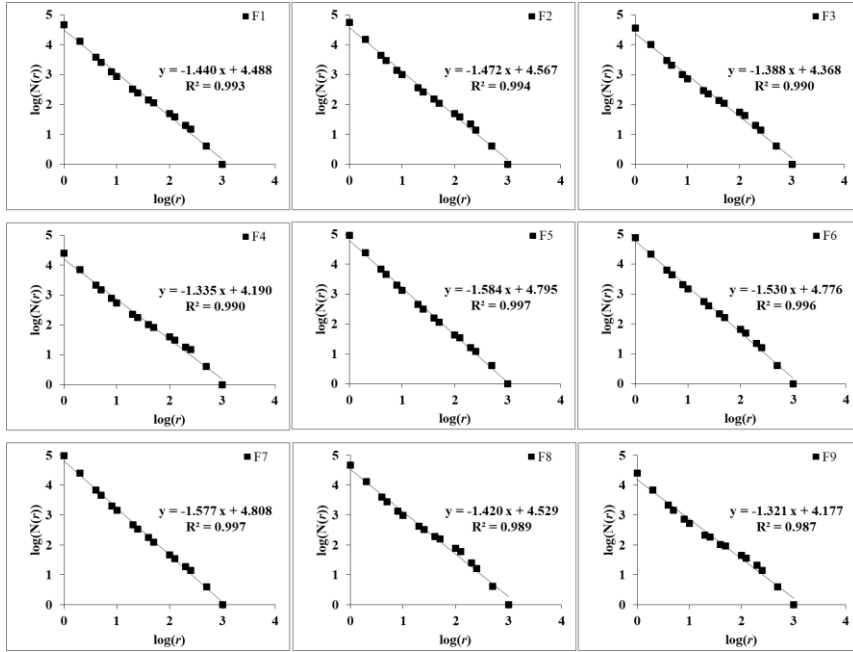 F1
y = -1.440 x + 4.488
R² = 0.993
log(N(r))
5
4
3
2
1
0
0 1 2 3 4
log(r)
F2
y = -1.472 x + 4.567
R² = 0.994
log(N(r))
5
4
3
2
1
0
0 1 2 3 4
log(r)
F3
y = -1.388 x + 4.368
R² = 0.990
log(N(r))
5
4
3
2
1
0
0 1 2 3 4
log(r)
F4
y = -1.335 x + 4.190
R² = 0.990
log(N(r))
5
4
3
2
1
0
0 1 2 3 4
log(r)
F5
y = -1.584 x + 4.795
R² = 0.997
log(N(r))
5
4
3
2
1
0
0 1 2 3 4
log(r)
F6
y = -1.530 x + 4.776
R² = 0.996
log(N(r))
5
4
3
2
1
0
0 1 2 3 4
log(r)
F7
y = -1.577 x + 4.808
R² = 0.997
log(N(r))
5
4
3
2
1
0
0 1 2 3 4
log(r)
F8
y = -1.420 x + 4.529
R² = 0.989
log(N(r))
5
4
3
2
1
0
0 1 2 3 4
log(r)
F9
y = -1.321 x + 4.177
R² = 0.987
log(N(r))
5
4
3
2
1
0
0 1 2 3 4
log(r)